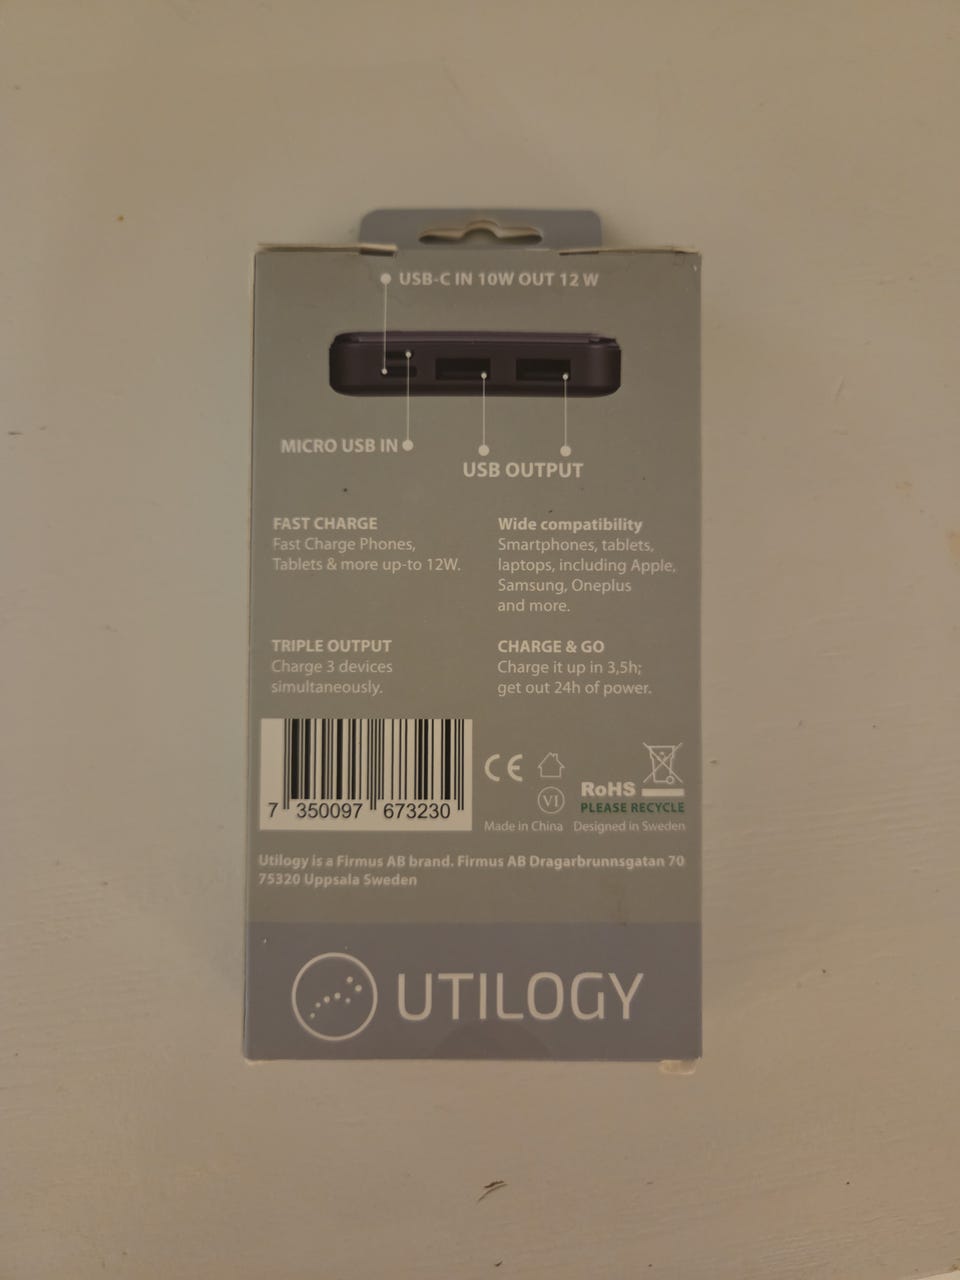 USB-C IN 10W OUT 12 W
MICRO USB IN
USB OUTPUT
FAST CHARGE
Fast Charge Phones,
Tablets & more up-to 12W.
Wide compatibility
Smartphones, tablets,
laptops, including Apple,
Samsung, Oneplus
and more.
TRIPLE OUTPUT
Charge 3 devices
simultaneously.
CHARGE & GO
Charge it up in 3,5h;
get out 24h of power.
7 350097 673230
CE
VI
RoHS
PLEASE RECYCLE
Made in China Designed in Sweden
Utilogy is a Firmus AB brand. Firmus AB Dragarbrunnsgatan 70
75320 Uppsala Sweden
UTILOGY